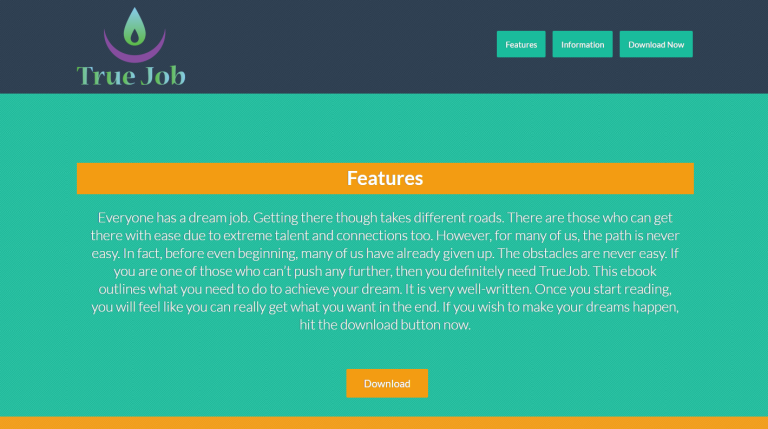 True Job
Features
Information
Download Now
Features
Everyone has a dream job. Getting there though takes different roads. There are those who can get
there with ease due to extreme talent and connections too. However, for many of us, the path is never
easy. In fact, before even beginning, many of us have already given up. The obstacles are never easy. If
you are one of those who can't push any further, then you definitely need TrueJob. This ebook
outlines what you need to do to achieve your dream. It is very well-written. Once you start reading,
you will feel like you can really get what you want in the end. If you wish to make your dreams happen,
hit the download button now.
Download